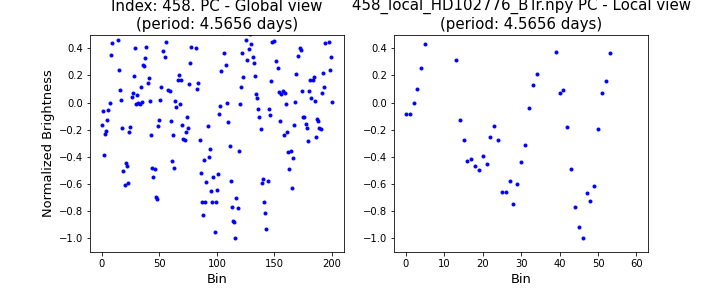 Index: 458. PC - Global view
(period: 4.5656 days)
458_local_HD102776_BTr.npy PC - Local view
(period: 4.5656 days)
Normalized Brightness
0.4
0.2
0.0
−0.2
−0.4
−0.6
−0.8
−1.0
0 50 100 150 200
Bin
0.4
0.2
0.0
−0.2
−0.4
−0.6
−0.8
−1.0
0 10 20 30 40 50 60
Bin